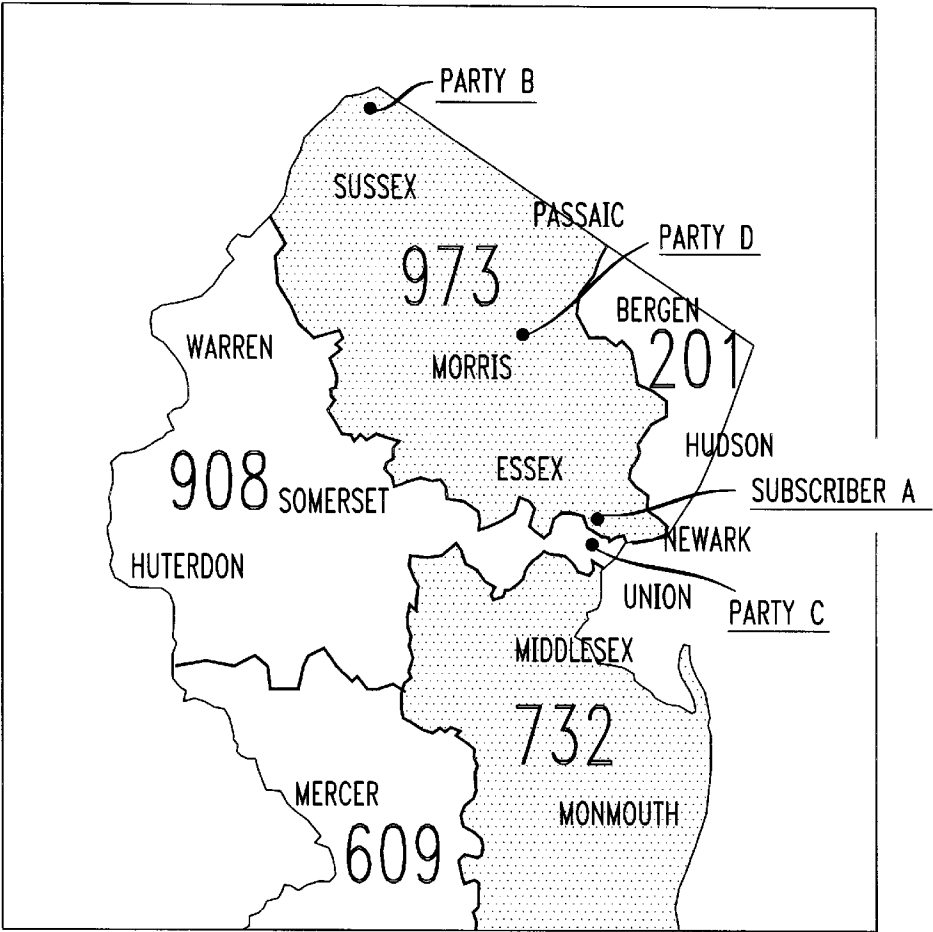 PARTY B
SUSSEX
PASSAIC
PARTY D
973
BERGEN
201
WARREN
MORRIS
HUDSON
ESSEX
908
SOMERSET
SUBSCRIBER A
NEWARK
HUTERDON
UNION
PARTY C
MIDDLESEX
732
MERCER
MONMOUTH
609